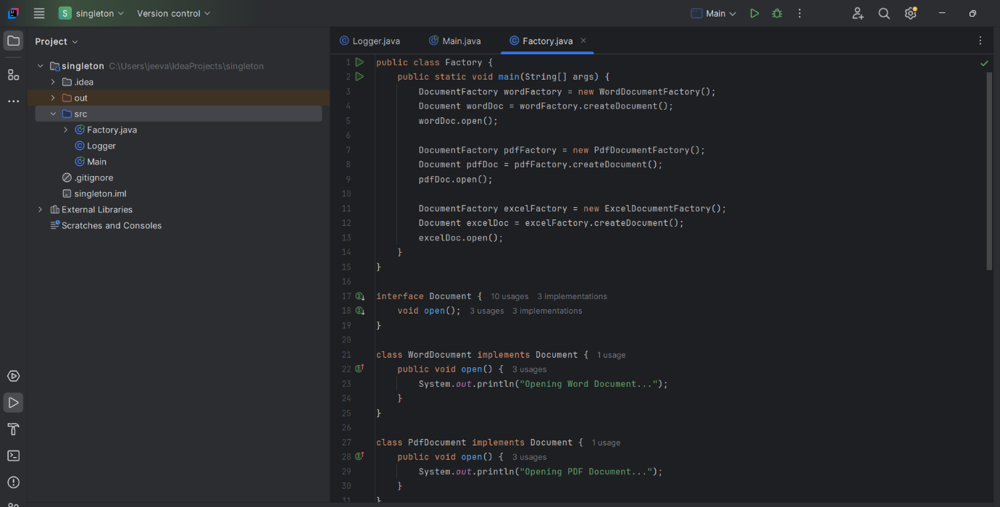 S singleton Version control Main
Project
singleton C:\Users\jeeva\IdeaProjects\singleton
.idea
out
src
Factory.java
Logger
Main
.gitignore
singleton.iml
External Libraries
Scratches and Consoles
Logger.java Main.java Factory.java
1 public class Factory {
2 public static void main(String[] args) {
3 DocumentFactory wordFactory = new WordDocumentFactory();
4 Document wordDoc = wordFactory.createDocument();
5 wordDoc.open();
6
7 DocumentFactory pdfFactory = new PdfDocumentFactory();
8 Document pdfDoc = pdfFactory.createDocument();
9 pdfDoc.open();
10
11 DocumentFactory excelFactory = new ExcelDocumentFactory();
12 Document excelDoc = excelFactory.createDocument();
13 excelDoc.open();
14 }
15 }
16
17 interface Document { 10 usages 3 implementations
18 void open(); 3 usages 3 implementations
19 }
20
21 class WordDocument implements Document { 1 usage
22 public void open() { 3 usages
23 System.out.println("Opening Word Document...");
24 }
25 }
26
27 class PdfDocument implements Document { 1 usage
28 public void open() { 3 usages
29 System.out.println("Opening PDF Document...");
30 }
31 }